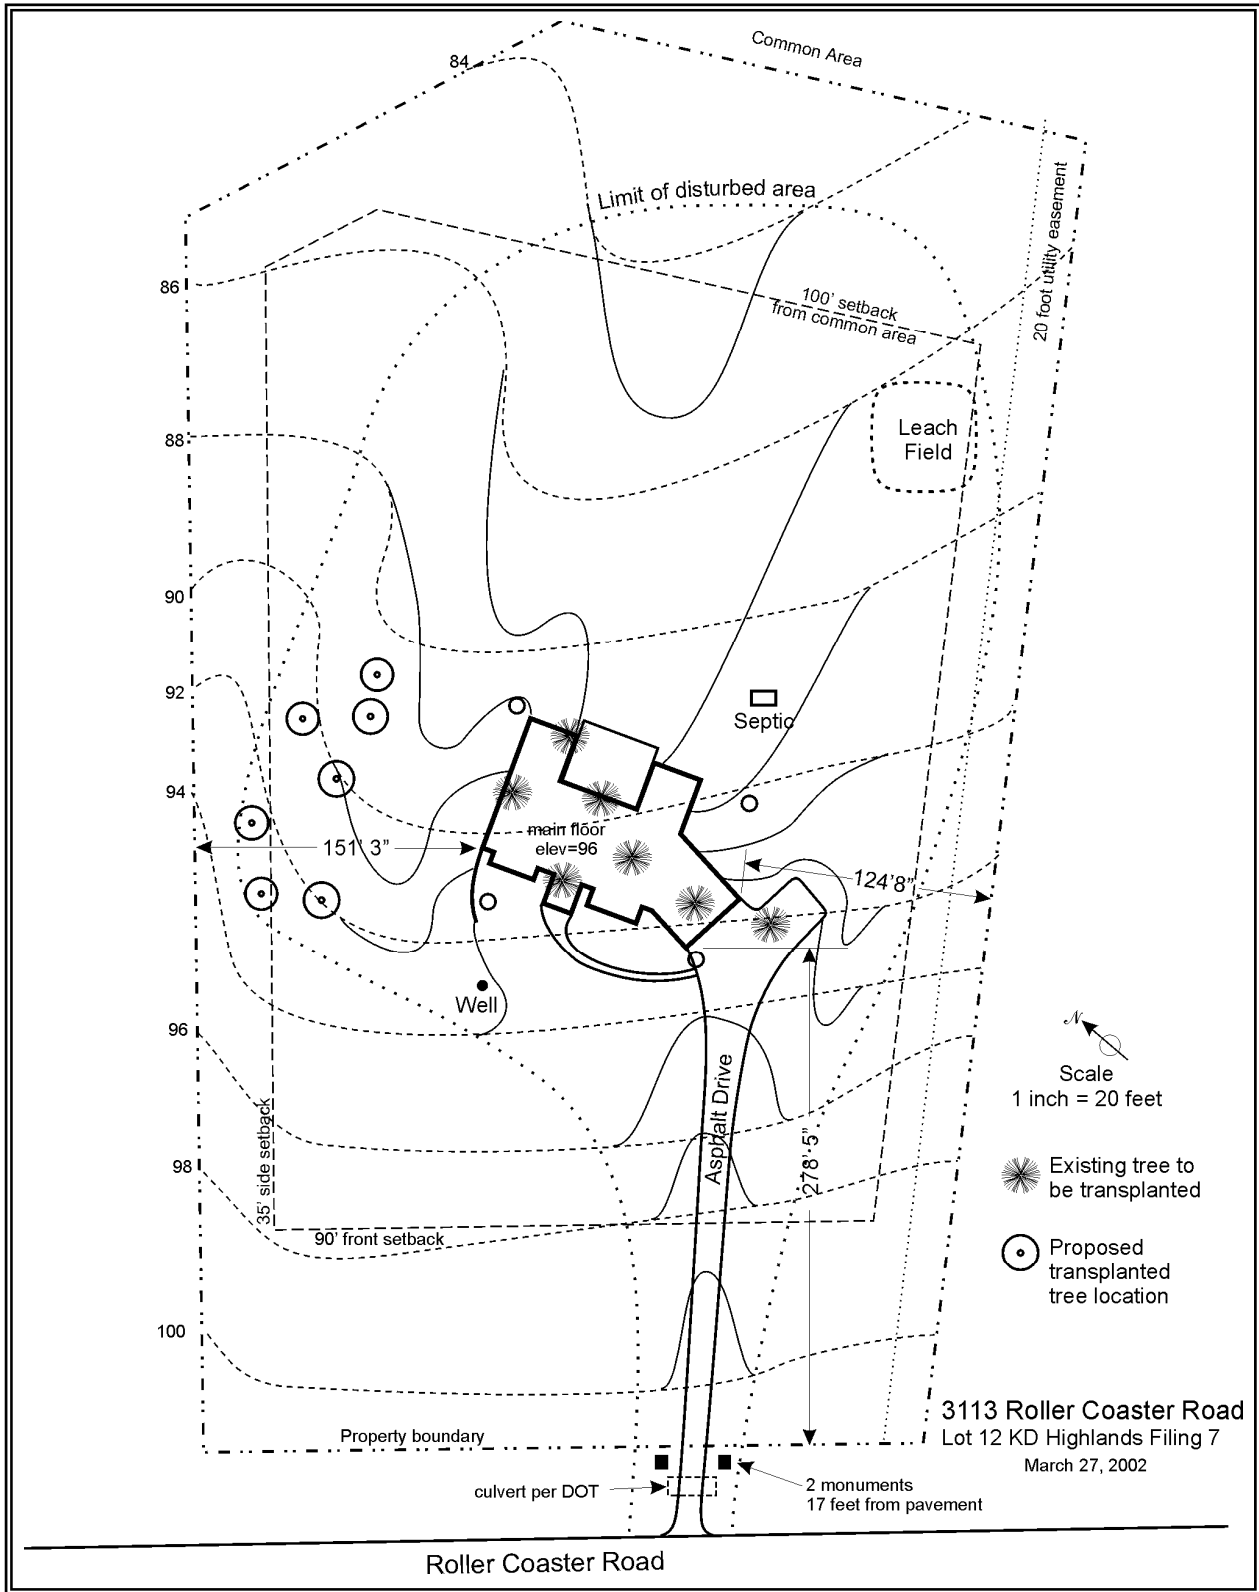 Common Area
84
Limit of disturbed area
20 foot utility easement
86
100' setback
from common area
88
Leach
Field
90
92
Septic
94
main floor
elev=96
151' 3"
124'8"
Well
96
N
Scale
1 inch = 20 feet
Asphalt Drive
278'-5"
35' side setback
98
Existing tree to
be transplanted
90' front setback
Proposed
transplanted
tree location
100
3113 Roller Coaster Road
Lot 12 KD Highlands Filing 7
March 27, 2002
Property boundary
culvert per DOT
2 monuments
17 feet from pavement
Roller Coaster Road